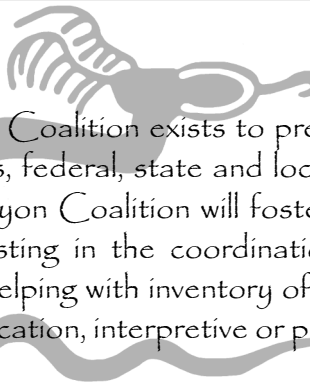 Coalition exists to pre
s, federal, state and loc
yon Coalition will foste
sting in the coordinati
elping with inventory of
cation, interpretive or p